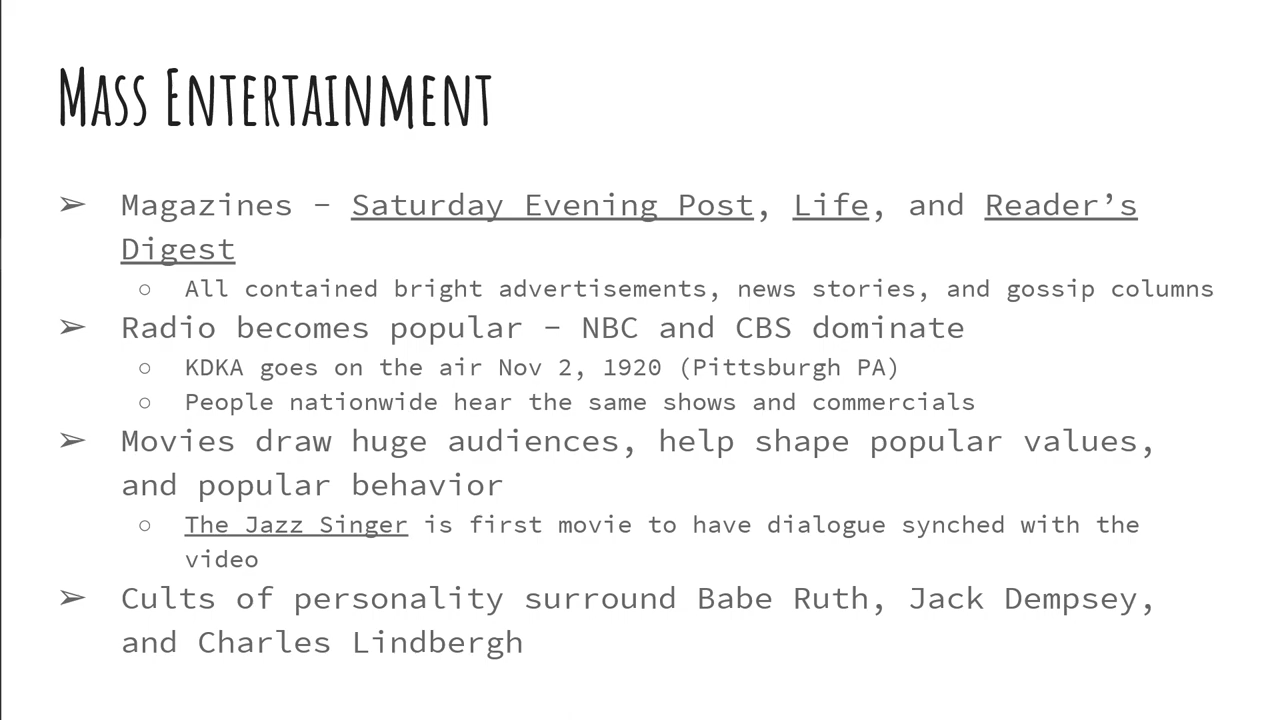 Mass Entertainment
➢ Magazines – Saturday Evening Post, Life, and Reader’s
Digest
○ All contained bright advertisements, news stories, and gossip columns
➢ Radio becomes popular – NBC and CBS dominate
○ KDKA goes on the air Nov 2, 1920 (Pittsburgh PA)
○ People nationwide hear the same shows and commercials
➢ Movies draw huge audiences, help shape popular values,
and popular behavior
○ The Jazz Singer is first movie to have dialogue synched with the
video
➢ Cults of personality surround Babe Ruth, Jack Dempsey,
and Charles Lindbergh